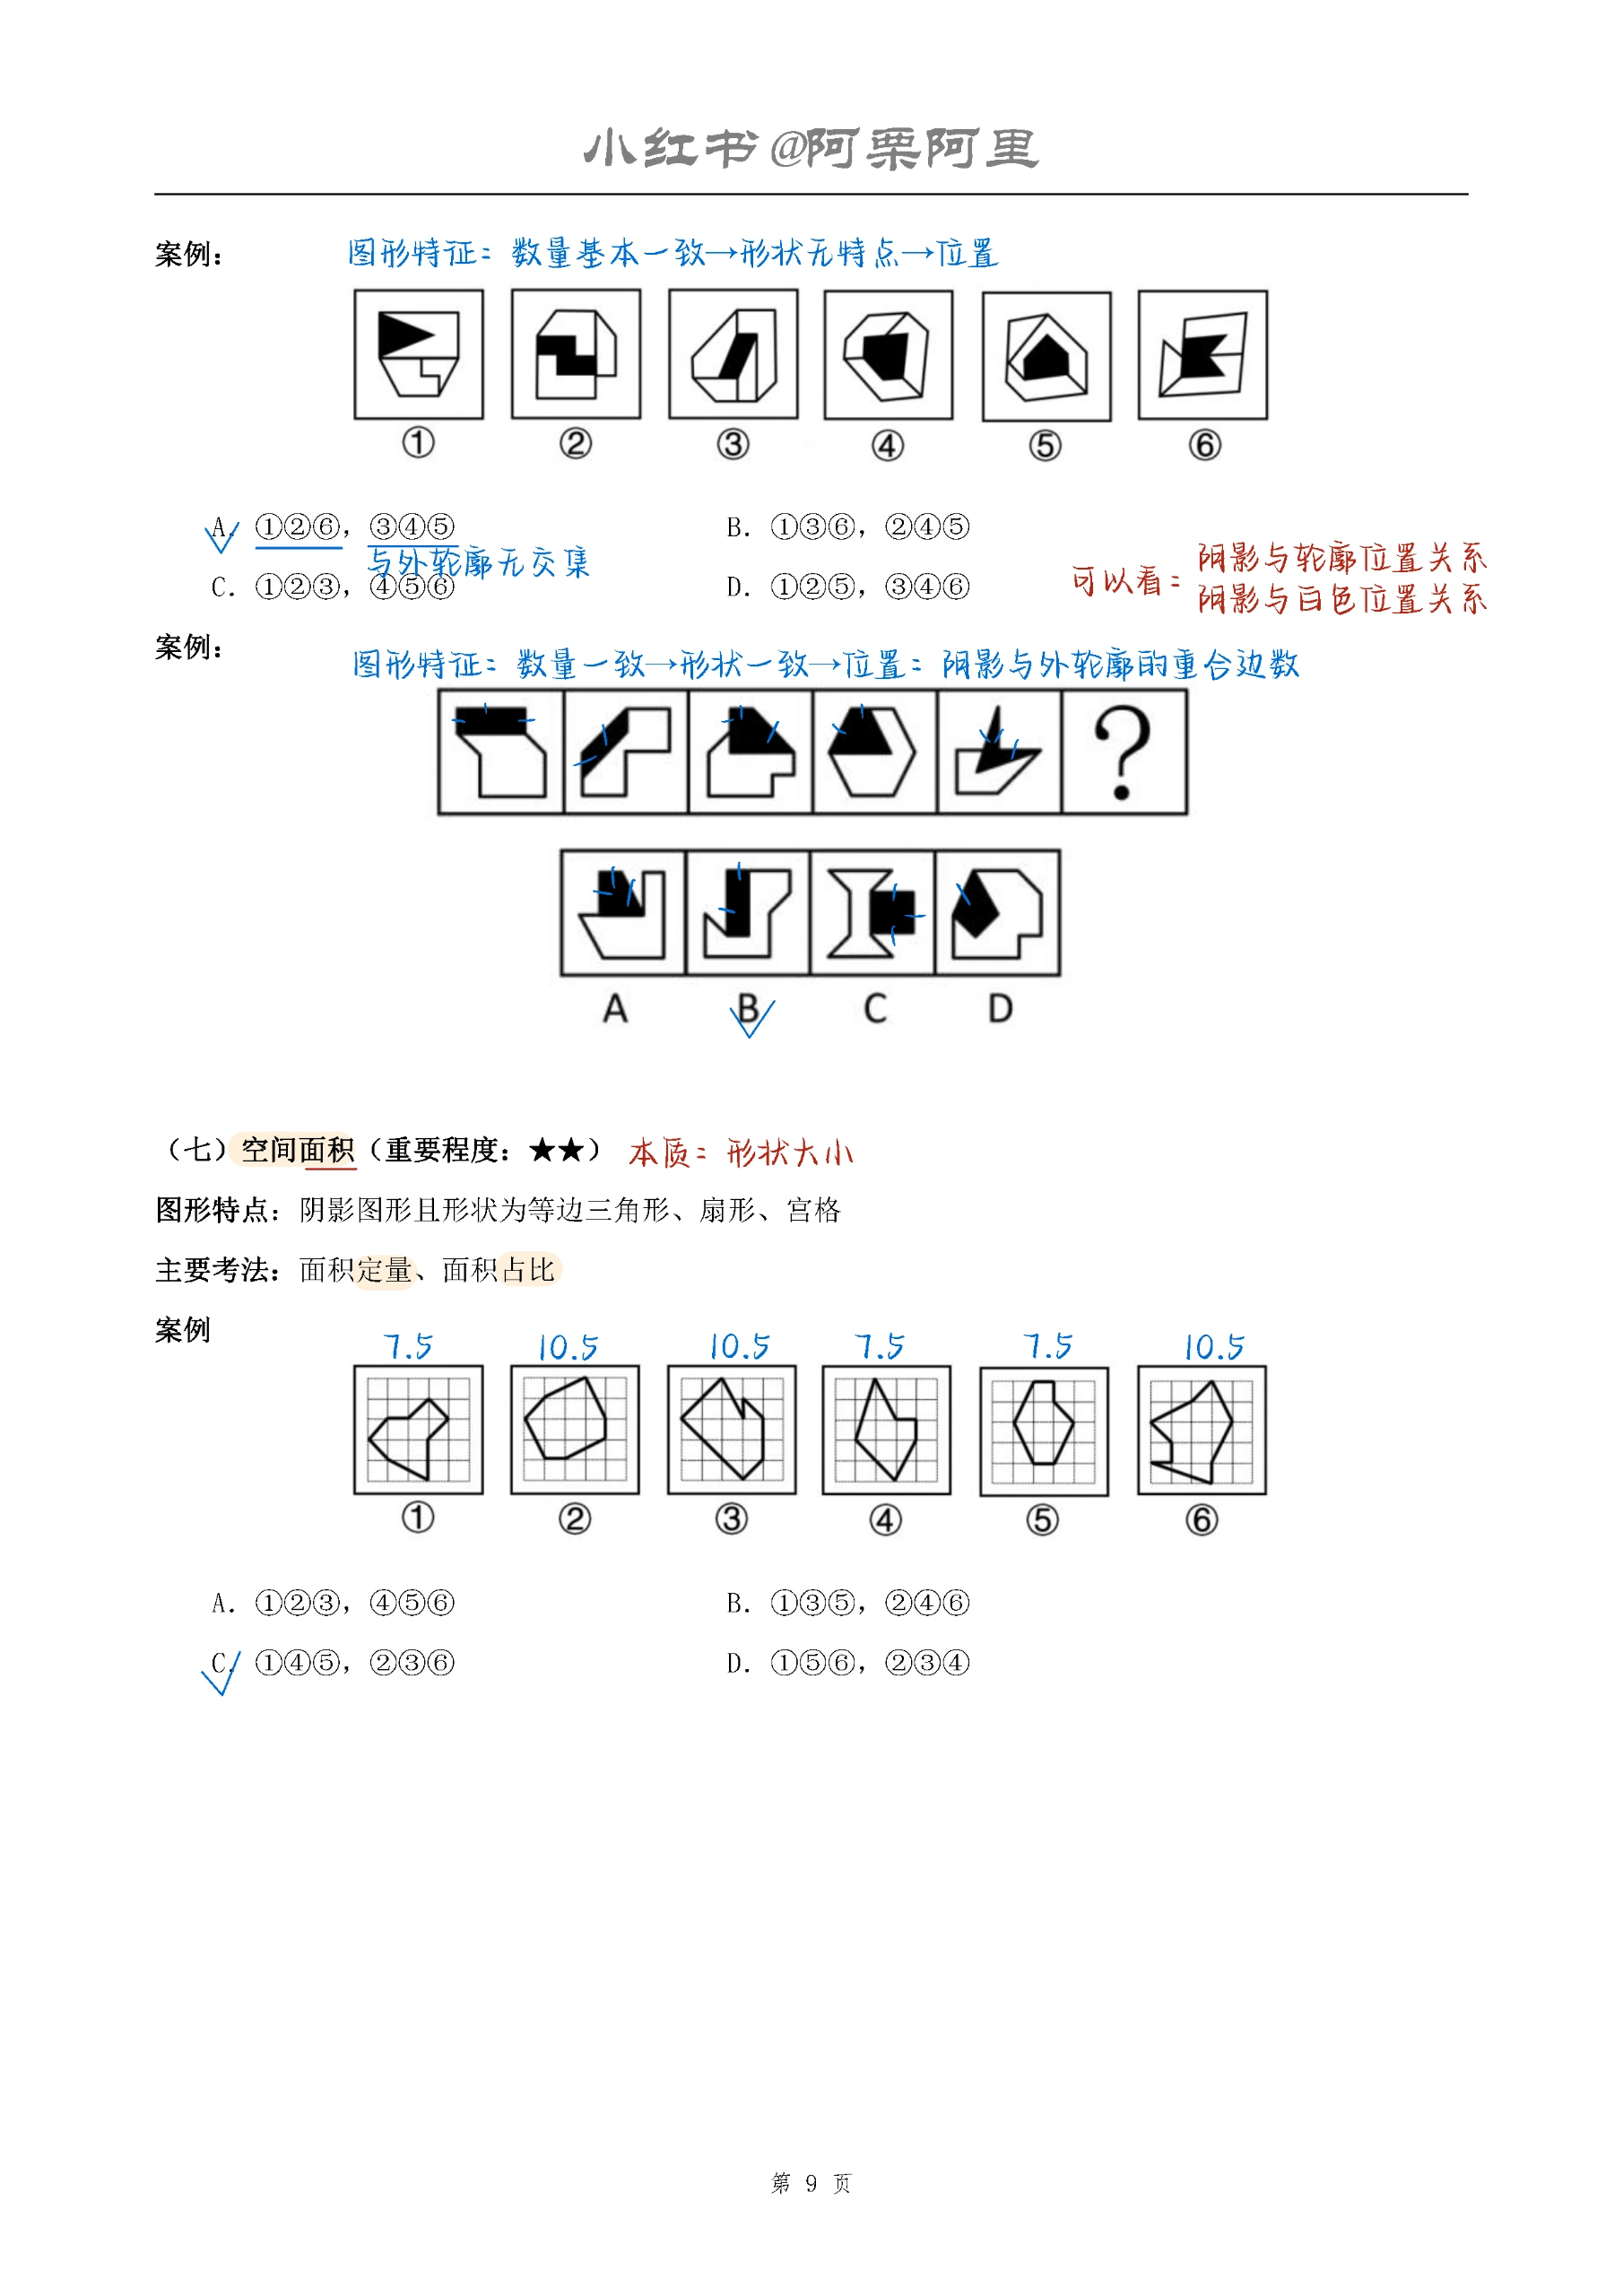 小红书@阿栗阿里
案例： 图形特征：数量基本一致→形状无特点→位置
① ② ③ ④ ⑤ ⑥
A. ①②⑥，③④⑤ B. ①③⑥，②④⑤
与外轮廓无交集
可以看：阴影与轮廓位置关系
阴影与白色位置关系
C. ①②③，④⑤⑥ D. ①②⑤，③④⑥
案例：
图形特征：数量一致→形状一致→位置：阴影与外轮廓的重合边数
?
A B C D
（七）空间面积（重要程度：★★） 本质：形状大小
图形特点：阴影图形且形状为等边三角形、扇形、宫格
主要考法：面积定量、面积占比
案例
7.5 10.5 10.5 7.5 7.5 10.5
① ② ③ ④ ⑤ ⑥
A. ①②③，④⑤⑥ B. ①③⑤，②④⑥
C. ①④⑤，②③⑥ D. ①⑤⑥，②③④
第 9 页